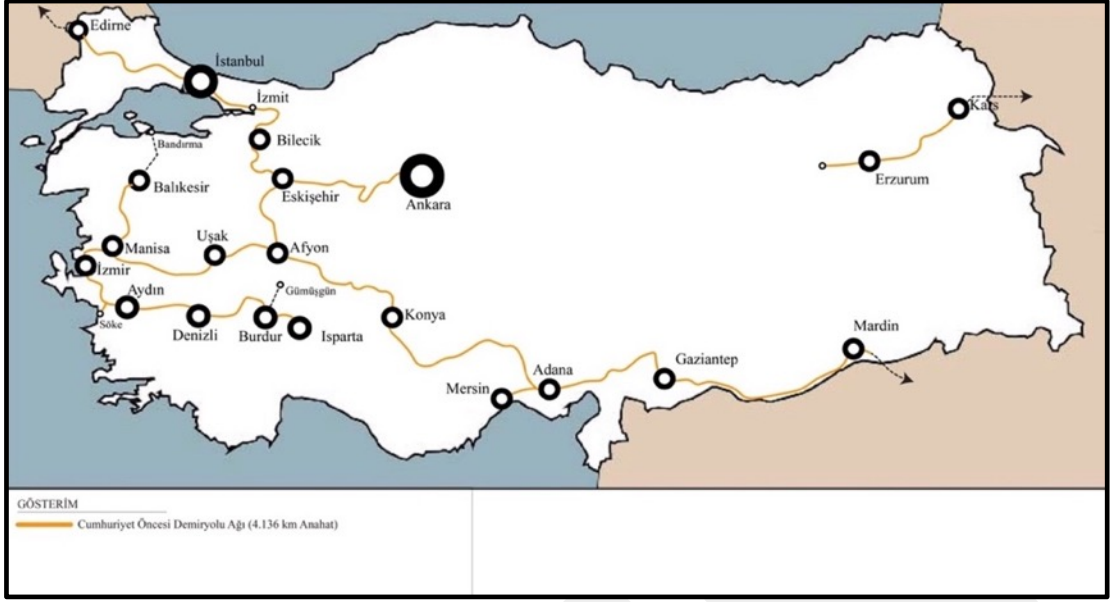 Edirne
İstanbul
İzmit
Kars
Bilecik
Bandırma
Erzurum
Balıkesir
Eskişehir
Ankara
Uşak
Manisa
Afyon
İzmir
Aydın
Gümüşgün
Söke
Konya
Denizli
Burdur
Isparta
Mardin
Gaziantep
Adana
Mersin
GÖSTERİM
Cumhuriyet Öncesi Demiryolu Ağı (4.136 km Anahat)